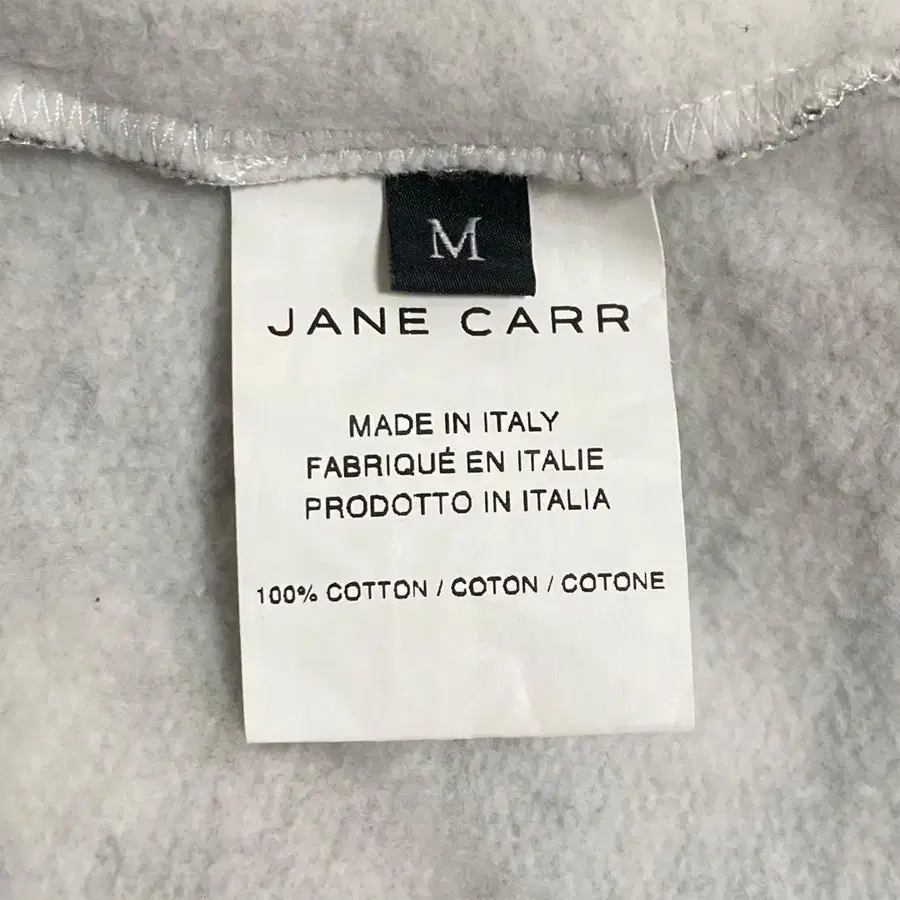 M
JANE CARR
MADE IN ITALY
FABRIQUÉ EN ITALIE
PRODOTTO IN ITALIA
100% COTTON / COTON / COTONE